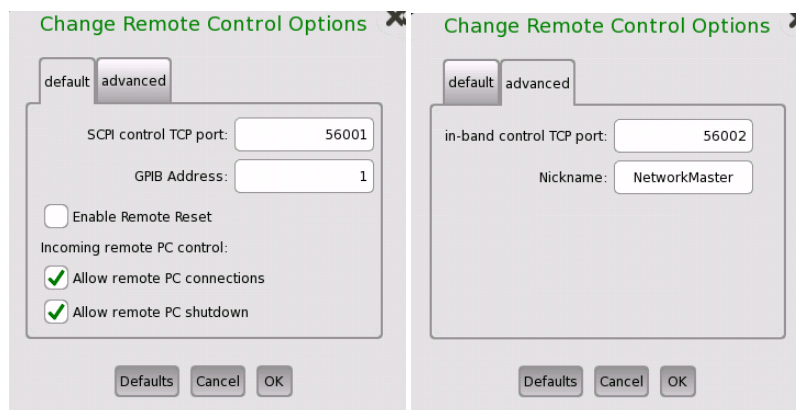 Change Remote Control Options
default advanced
SCPI control TCP port: 56001
GPIB Address: 1
Enable Remote Reset
Incoming remote PC control:
Allow remote PC connections
Allow remote PC shutdown
Defaults Cancel OK
Change Remote Control Options
default advanced
in-band control TCP port: 56002
Nickname: NetworkMaster
Defaults Cancel OK